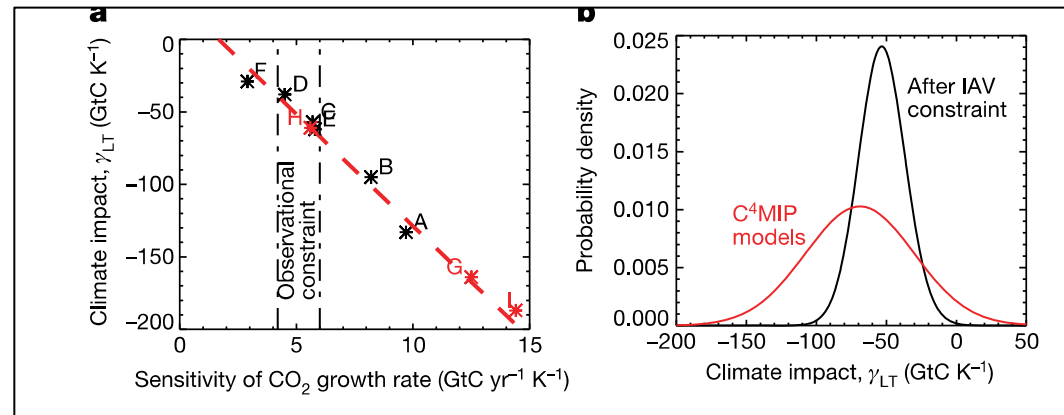 a
Climate impact, γLT (GtC K⁻¹)
0
−50
−100
−150
−200
F
D
C
H
E
B
A
G
I
Observational
constraint
0
5
10
15
Sensitivity of CO₂ growth rate (GtC yr⁻¹ K⁻¹)
b
Probability density
0.025
0.020
0.015
0.010
0.005
0.000
After IAV
constraint
C⁴MIP
models
−200
−150
−100
−50
0
50
Climate impact, γLT (GtC K⁻¹)